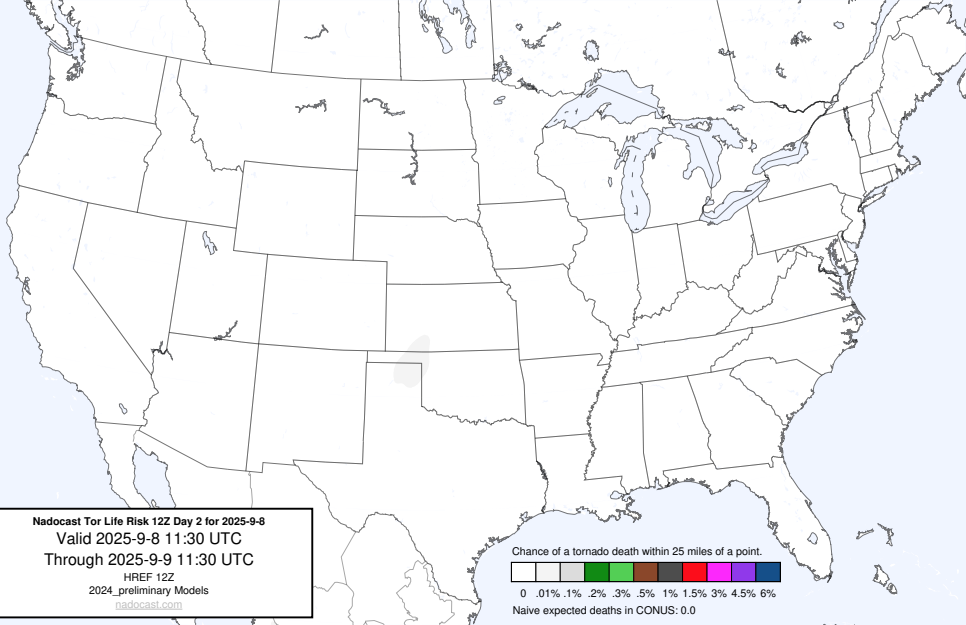 Nadocast Tor Life Risk 12Z Day 2 for 2025-9-8
Valid 2025-9-8 11:30 UTC
Through 2025-9-9 11:30 UTC
HREF 12Z
2024_preliminary Models
nadocast.com
Chance of a tornado death within 25 miles of a point.
0 .01% .1% .2% .3% .5% 1% 1.5% 3% 4.5% 6%
Naive expected deaths in CONUS: 0.0